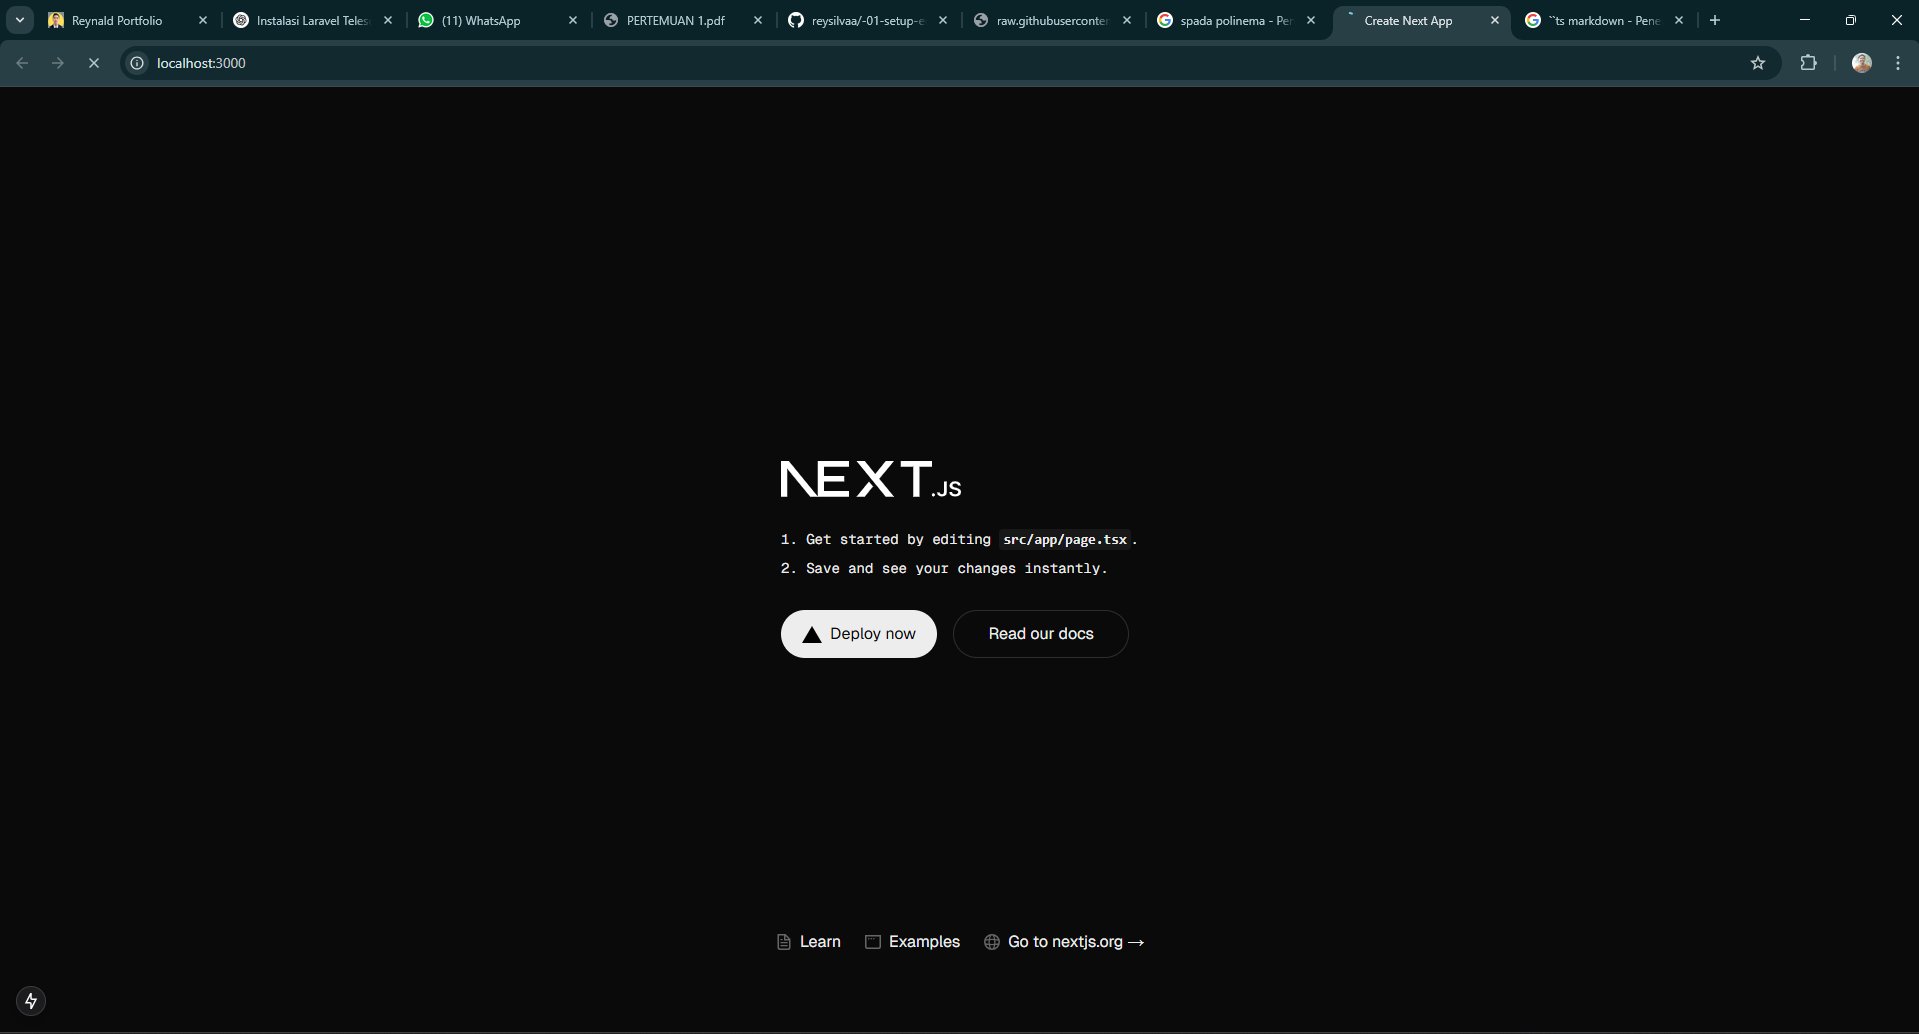 Reynald Portfolio
Instalasi Laravel Teles
(11) WhatsApp
PERTEMUAN 1.pdf
reysilvaa/-01-setup-e
raw.githubuserconter
spada polinema - Per
Create Next App
``ts markdown - Pene
localhost:3000
NEXT.JS
1. Get started by editing src/app/page.tsx.
2. Save and see your changes instantly.
Deploy now
Read our docs
Learn
Examples
Go to nextjs.org →